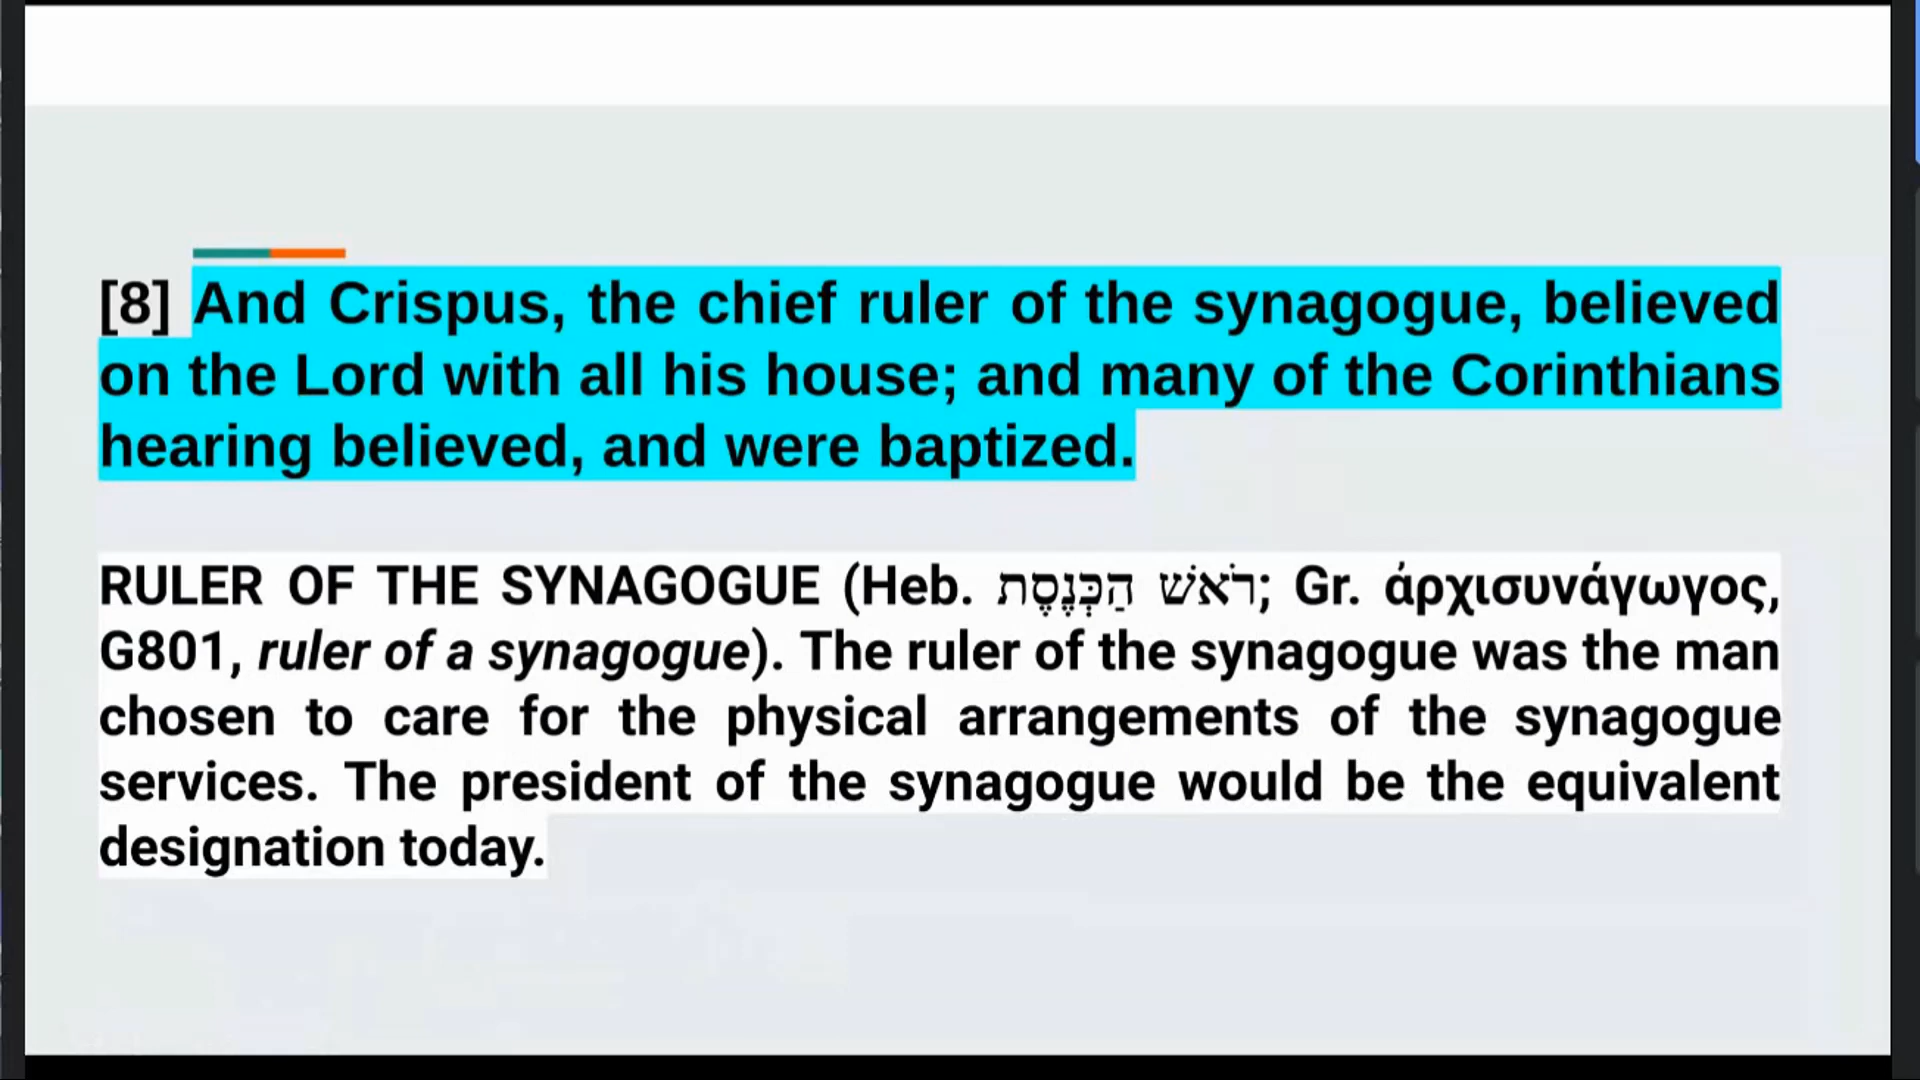 [8] And Crispus, the chief ruler of the synagogue, believed
on the Lord with all his house; and many of the Corinthians
hearing believed, and were baptized.
RULER OF THE SYNAGOGUE (Heb. רֹאשׁ הַכְּנֶסֶת; Gr. ἀρχισυνάγωγος,
G801, ruler of a synagogue). The ruler of the synagogue was the man
chosen to care for the physical arrangements of the synagogue
services. The president of the synagogue would be the equivalent
designation today.